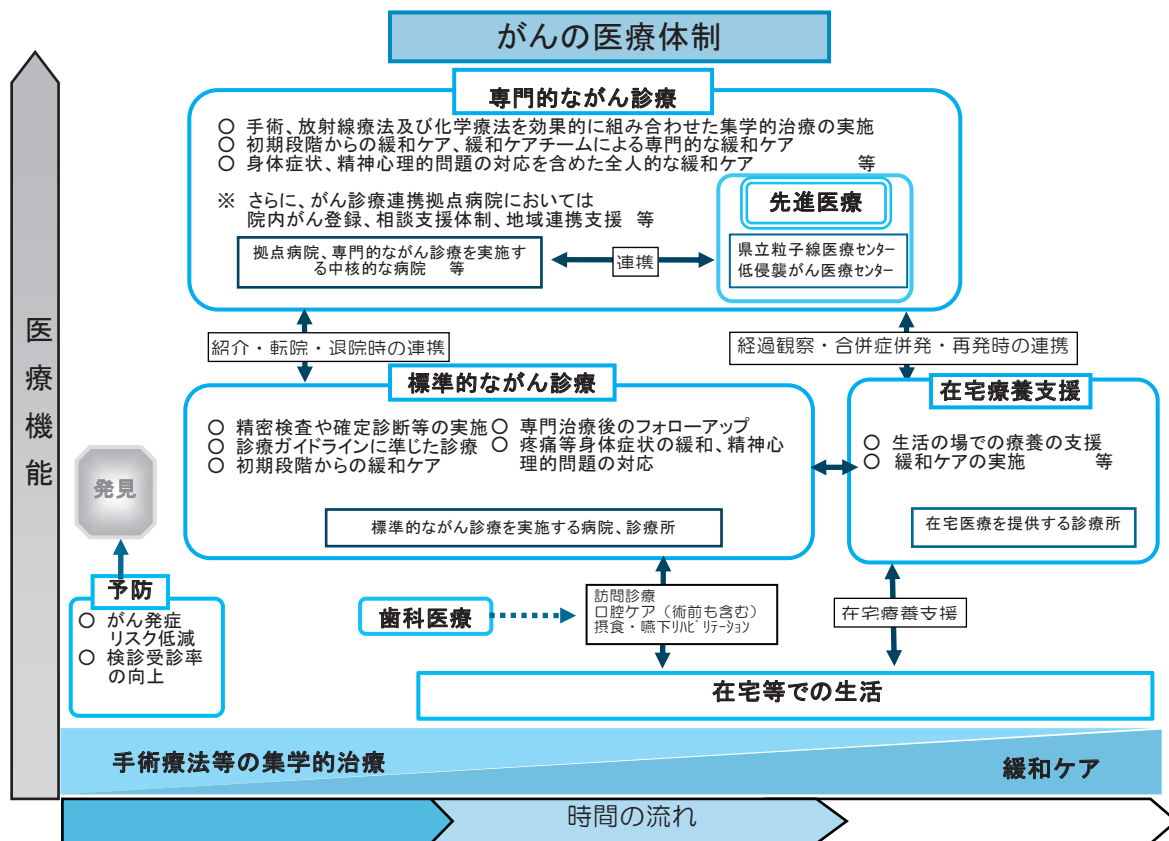 がんの医療体制
専門的ながん診療
○ 手術、放射線療法及び化学療法を効果的に組み合わせた集学的治療の実施
○ 初期段階からの緩和ケア、緩和ケアチームによる専門的な緩和ケア
○ 身体症状、精神心理的問題の対応を含めた全人的な緩和ケア 等
※ さらに、がん診療連携拠点病院においては
院内がん登録、相談支援体制、地域連携支援 等
先進医療
拠点病院、専門的ながん診療を実施す
る中核的な病院 等
連携
県立粒子線医療センター
低侵襲がん医療センター
医療機能
紹介・転院・退院時の連携
経過観察・合併症併発・再発時の連携
標準的ながん診療
○ 精密検査や確定診断等の実施
○ 診療ガイドラインに準じた診療
○ 初期段階からの緩和ケア
○ 専門治療後のフォローアップ
○ 疼痛等身体症状の緩和、精神心
理的問題の対応
標準的ながん診療を実施する病院、診療所
在宅療養支援
○ 生活の場での療養の支援
○ 緩和ケアの実施 等
在宅医療を提供する診療所
発見
予防
○ がん発症
リスク低減
○ 検診受診率
の向上
歯科医療
訪問診療
口腔ケア（術前も含む）
摂食・嚥下ﾘﾊﾋﾞﾘﾃｰｼｮﾝ
在宅療養支援
在宅等での生活
手術療法等の集学的治療
緩和ケア
時間の流れ